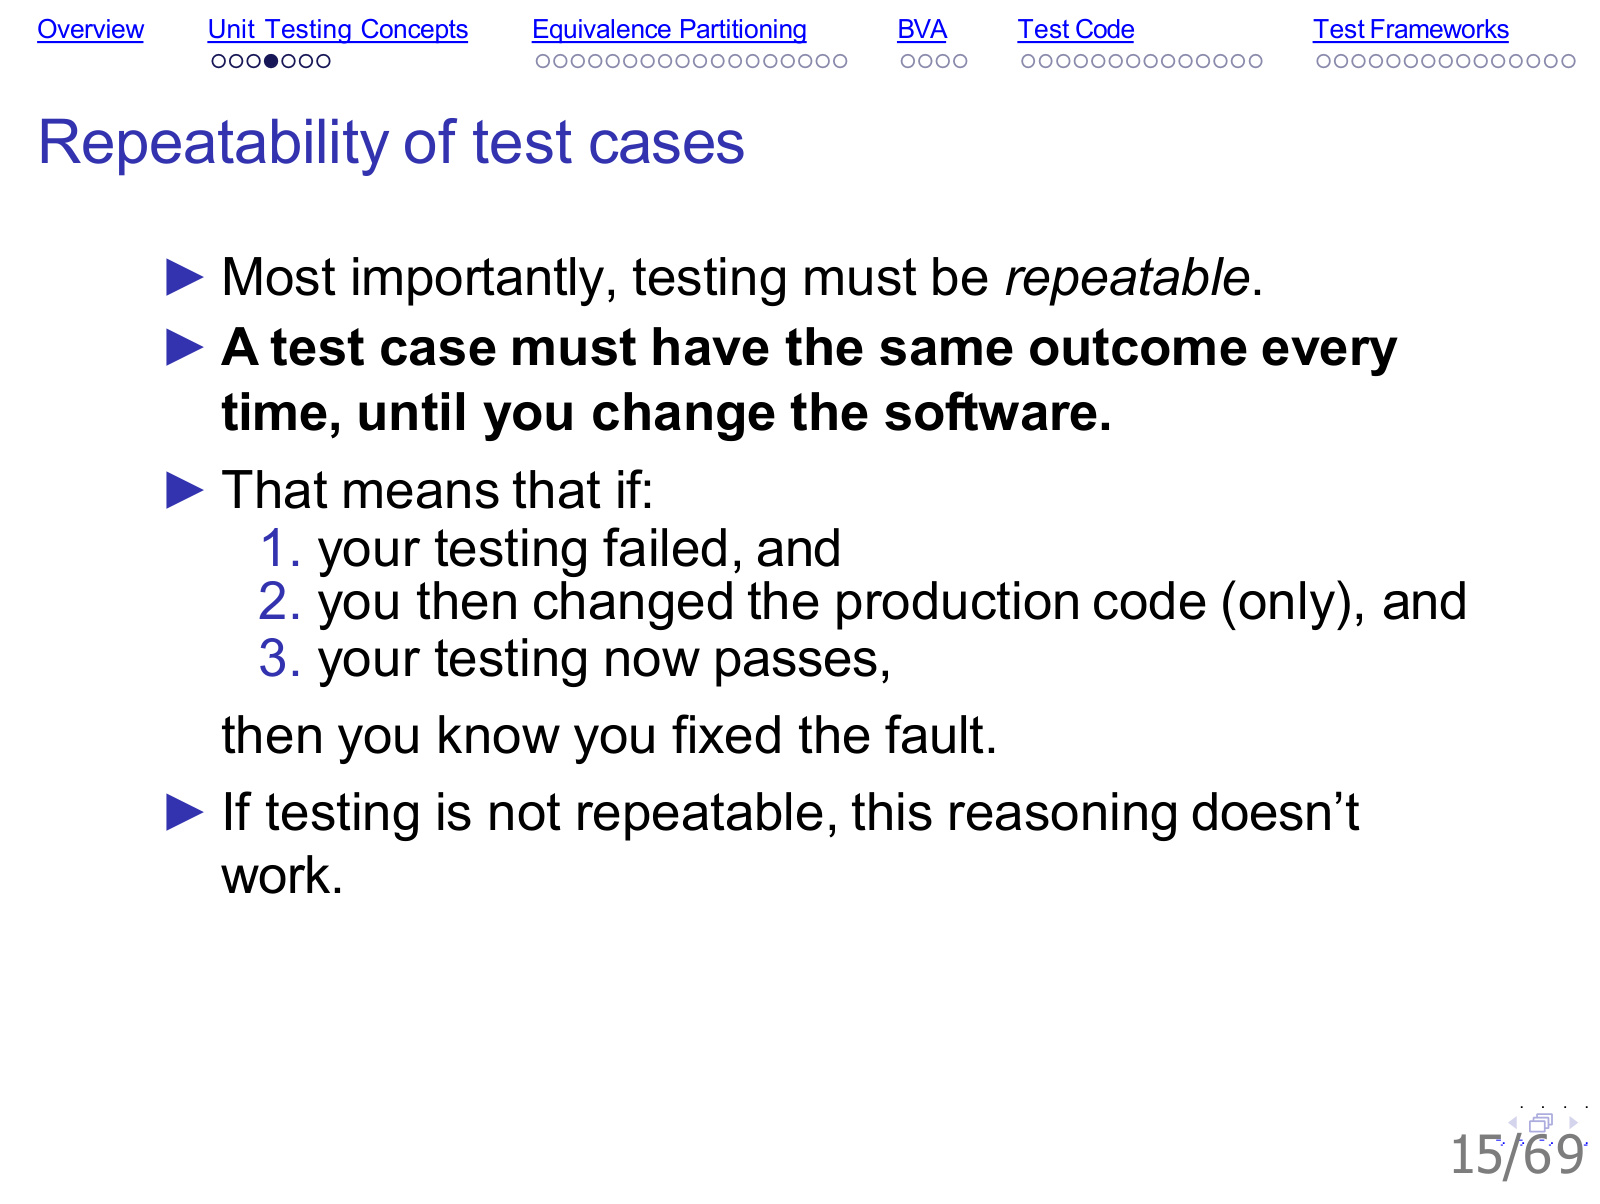 Overview Unit Testing Concepts Equivalence Partitioning BVA Test Code Test Frameworks
Repeatability of test cases
► Most importantly, testing must be repeatable.
► A test case must have the same outcome every
time, until you change the software.
► That means that if:
1. your testing failed, and
2. you then changed the production code (only), and
3. your testing now passes,
then you know you fixed the fault.
► If testing is not repeatable, this reasoning doesn’t
work.
15/69